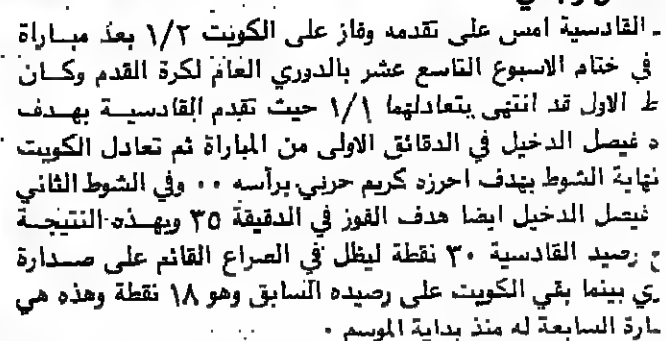 القادسية امس على تقدمه وفاز على الكويت ١/٢ بعد مباراة
في ختام الاسبوع التاسع عشر بالدوري العام لكرة القدم وكان
الاول قد انتهى بتعادلهما ١/١ حيث تقدم القادسية بهدف
فيصل الدخيل في الدقائق الاولى من المباراة ثم تعادل الكويت
نهاية الشوط بهدف احرزه كريم حربي برأسه ٠٠ وفي الشوط الثاني
فيصل الدخيل ايضا هدف الفوز في الدقيقة ٣٥ وبهذه النتيجة
رصيد القادسية ٣٠ نقطة ليظل في الصراع القائم على صدارة
بينما بقي الكويت على رصيده السابق وهو ١٨ نقطة وهذه هي
السابعة له منذ بداية الموسم ٠